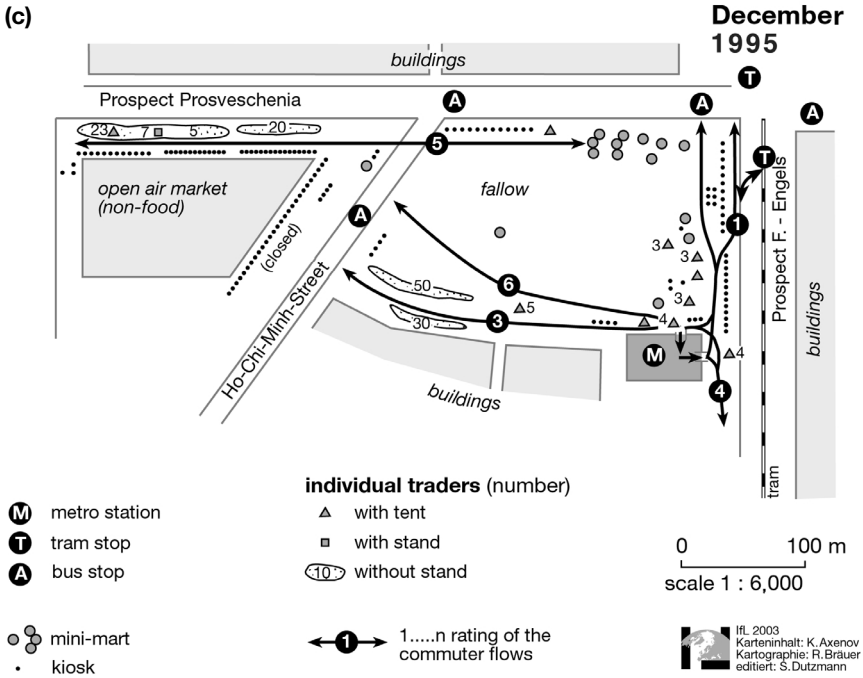 (c)
December
1995
buildings
T
Prospect Prosveschenia
A
A
A
23
7
5
20
5
T
open air market
(non-food)
fallow
A
(closed)
Prospect F. - Engels
1
3
3
50
6
3
5
30
3
4
M
4
4
Ho-Chi-Minh-Street
buildings
buildings
tram
M metro station
T tram stop
A bus stop
mini-mart
kiosk
individual traders (number)
with tent
with stand
10 without stand
1 1.....n rating of the
commuter flows
0 100 m
scale 1 : 6,000
IfL 2003
Karteninhalt: K.Axenov
Kartographie: R.Bräuer
editiert: S.Dutzmann